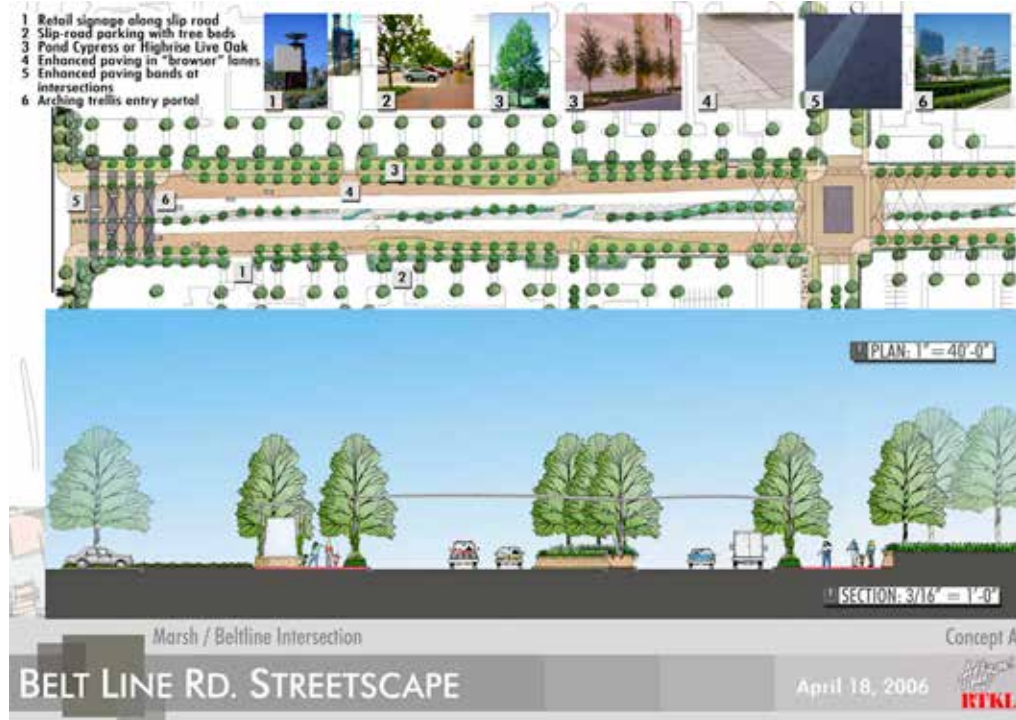 1 Retail signage along slip road
2 Slip-road parking with tree beds
3 Pond Cypress or Highrise Live Oak
4 Enhanced paving in "browser" lanes
5 Enhanced paving bands at
intersections
6 Arching trellis entry portal
1
2
3
3
4
5
6
3
4
5
6
1
2
PLAN: 1" = 40'-0"
SECTION: 3/16" = 1'-0"
Marsh / Beltline Intersection
Concept A
BELT LINE RD. STREETSCAPE
April 18, 2006
RTKL